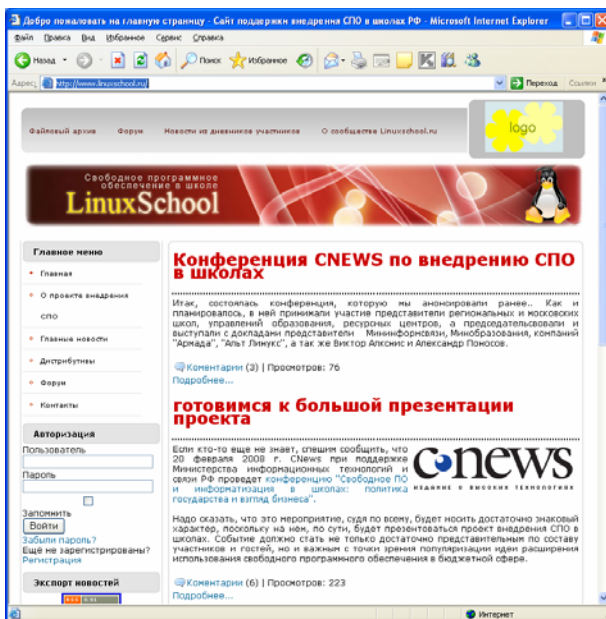 Добро пожаловать на главную страницу - Сайт поддержки внедрения СПО в школах РФ - Microsoft Internet Explorer
Файл Правка Вид Избранное Сервис Справка
Назад Поиск Избранное
Адрес: http://www.linuxschool.ru/ Переход Ссылки
Файловый архив Форум Новости из дневников участников О сообществе Linuxschool.ru
logo
Свободное программное
обеспечение в школе
LinuxSchool
Главное меню
Главная
О проекте внедрения
СПО
Главные новости
Дистрибутивы
Форум
Контакты
Авторизация
Пользователь
Пароль
Запомнить
Войти
Забыли пароль?
Ещё не зарегистрированы?
Регистрация
Экспорт новостей
Конференция CNEWS по внедрению СПО
в школах
Итак, состоялась конференция, которую мы анонсировали ранее.. Как и
планировалось, в ней принимали участие представители региональных и московских
школ, управлений образования, ресурсных центров, а председательствовали и
выступали с докладами представители Мининформсвязи, Минобразования, компаний
"Армада", "Альт Линукс", а так же Виктор Алкснис и Александр Поносов.
Коментарии (3) | Просмотров: 76
Подробнее...
готовимся к большой презентации
проекта
Если кто-то еще не знает, спешим сообщить, что
20 февраля 2008 г. CNews при поддержке
Министерства информационных технологий и
связи РФ проведет конференцию "Свободное ПО
и информатизация в школах: политика
государства и взгляд бизнеса".
cnews
издание о высоких технологиях
Надо сказать, что это мероприятие, судя по всему, будет носить достаточно знаковый
характер, поскольку на нем, по сути, будет презентоваться проект внедрения СПО в
школах. Событие должно стать не только достаточно представительным по составу
участников и гостей, но и важным с точки зрения популяризации идеи расширения
использования свободного программного обеспечения в бюджетной сфере.
Коментарии (6) | Просмотров: 223
Подробнее...
Интернет